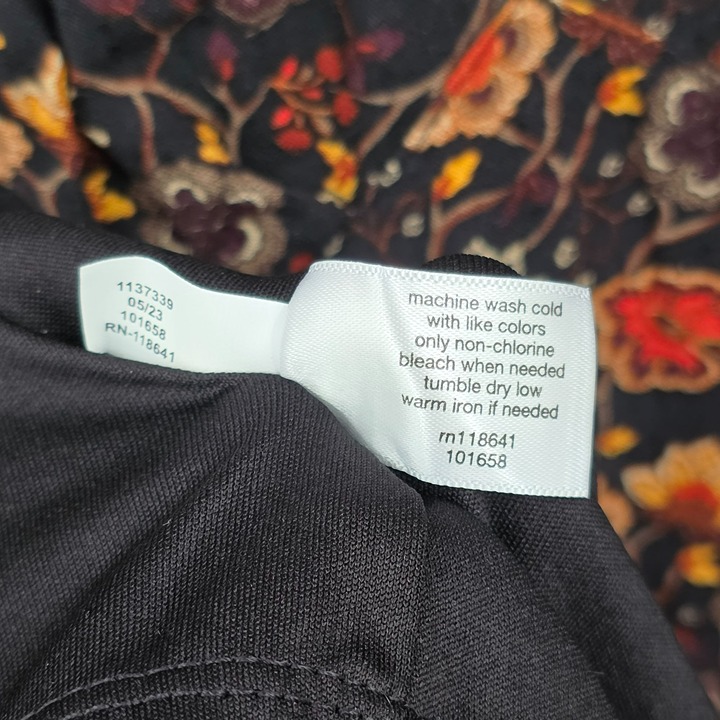 1137339
05/23
101658
RN-118641
machine wash cold
with like colors
only non-chlorine
bleach when needed
tumble dry low
warm iron if needed
rn118641
101658